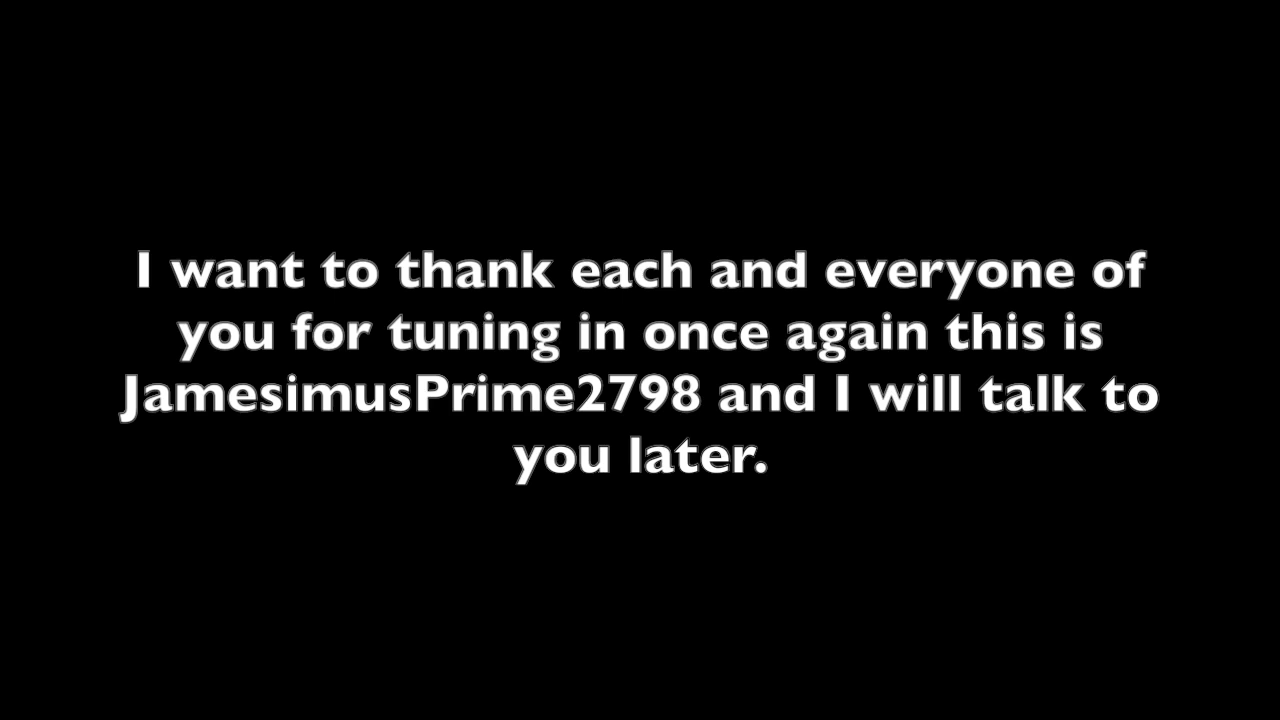 I want to thank each and everyone of
you for tuning in once again this is
JamesimusPrime2798 and I will talk to
you later.